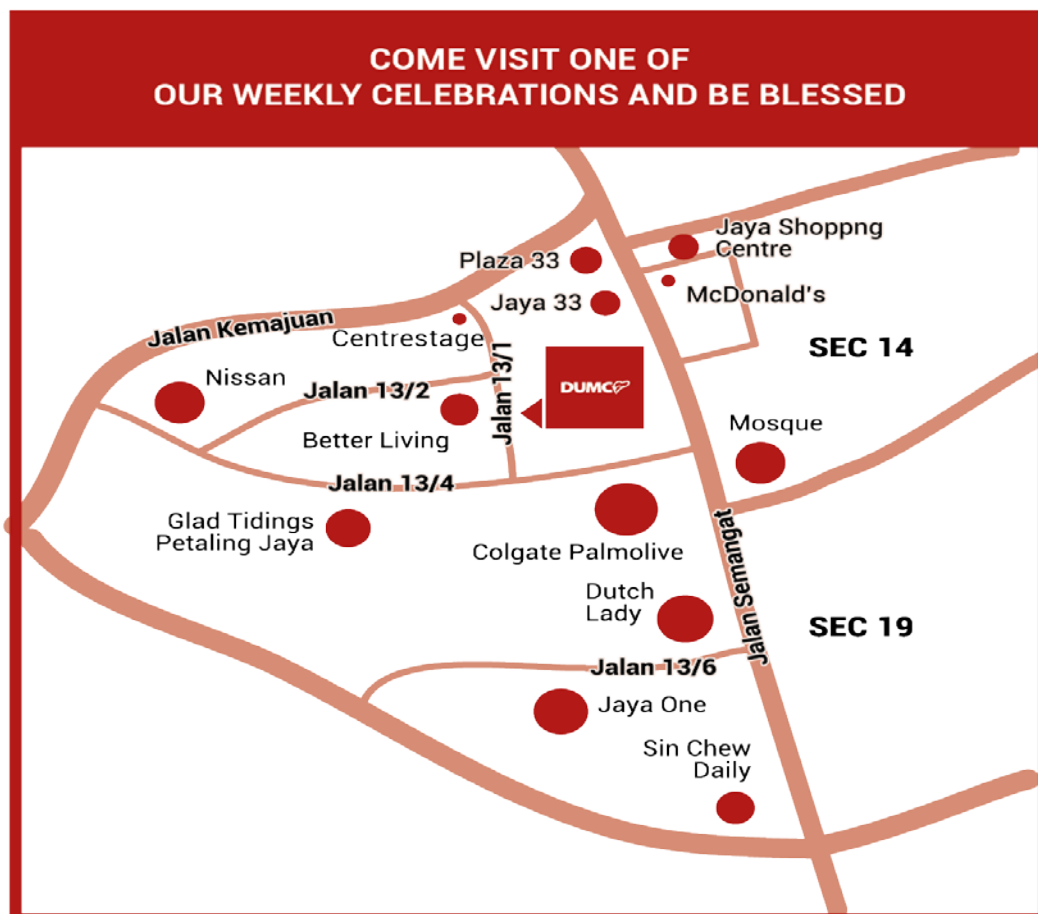 COME VISIT ONE OF
OUR WEEKLY CELEBRATIONS AND BE BLESSED
Jaya Shoppng
Centre
Plaza 33
McDonald's
Jaya 33
Jalan Kemajuan
Centrestage
SEC 14
Nissan
Jalan 13/2
Jalan 13/1
DUMC
Better Living
Mosque
Jalan 13/4
Glad Tidings
Petaling Jaya
Colgate Palmolive
Jalan Semangat
Dutch
Lady
SEC 19
Jalan 13/6
Jaya One
Sin Chew
Daily